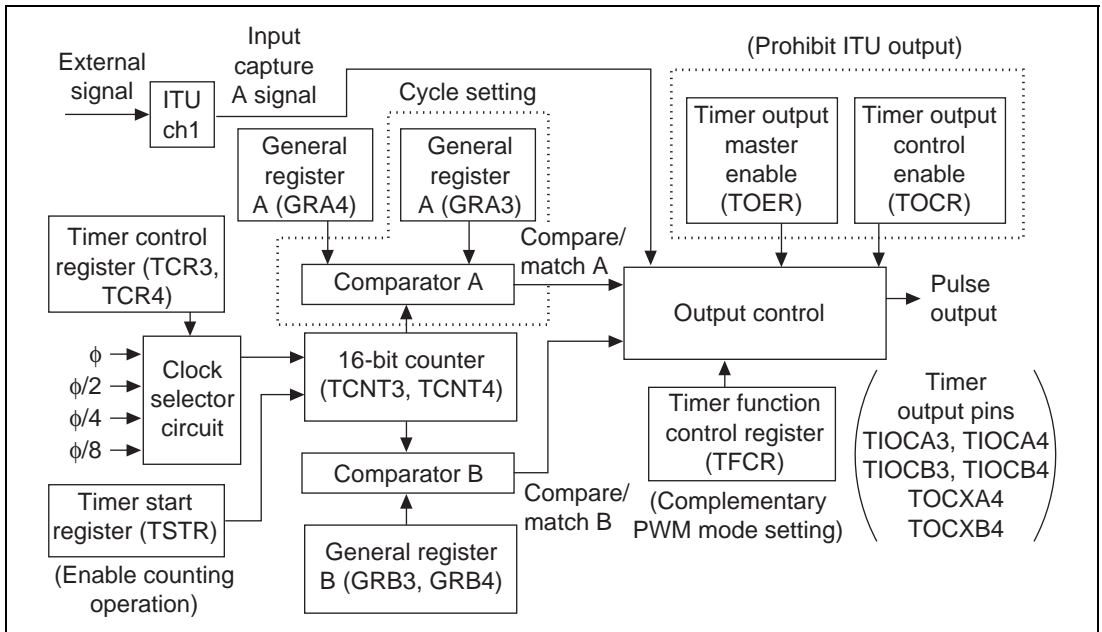 External
signal
ITU
ch1
Input
capture
A signal
Cycle setting
(Prohibit ITU output)
General
register
A (GRA4)
General
register
A (GRA3)
Timer output
master
enable
(TOER)
Timer output
control
enable
(TOCR)
Timer control
register (TCR3,
TCR4)
Comparator A
Compare/
match A
Output control
Pulse
output
ϕ
ϕ/2
ϕ/4
ϕ/8
Clock
selector
circuit
16-bit counter
(TCNT3, TCNT4)
Timer function
control register
(TFCR)
(Complementary
PWM mode setting)
Timer
output pins
TIOCA3, TIOCA4
TIOCB3, TIOCB4
TOCXA4
TOCXB4
Comparator B
Compare/
match B
Timer start
register (TSTR)
(Enable counting
operation)
General register
B (GRB3, GRB4)